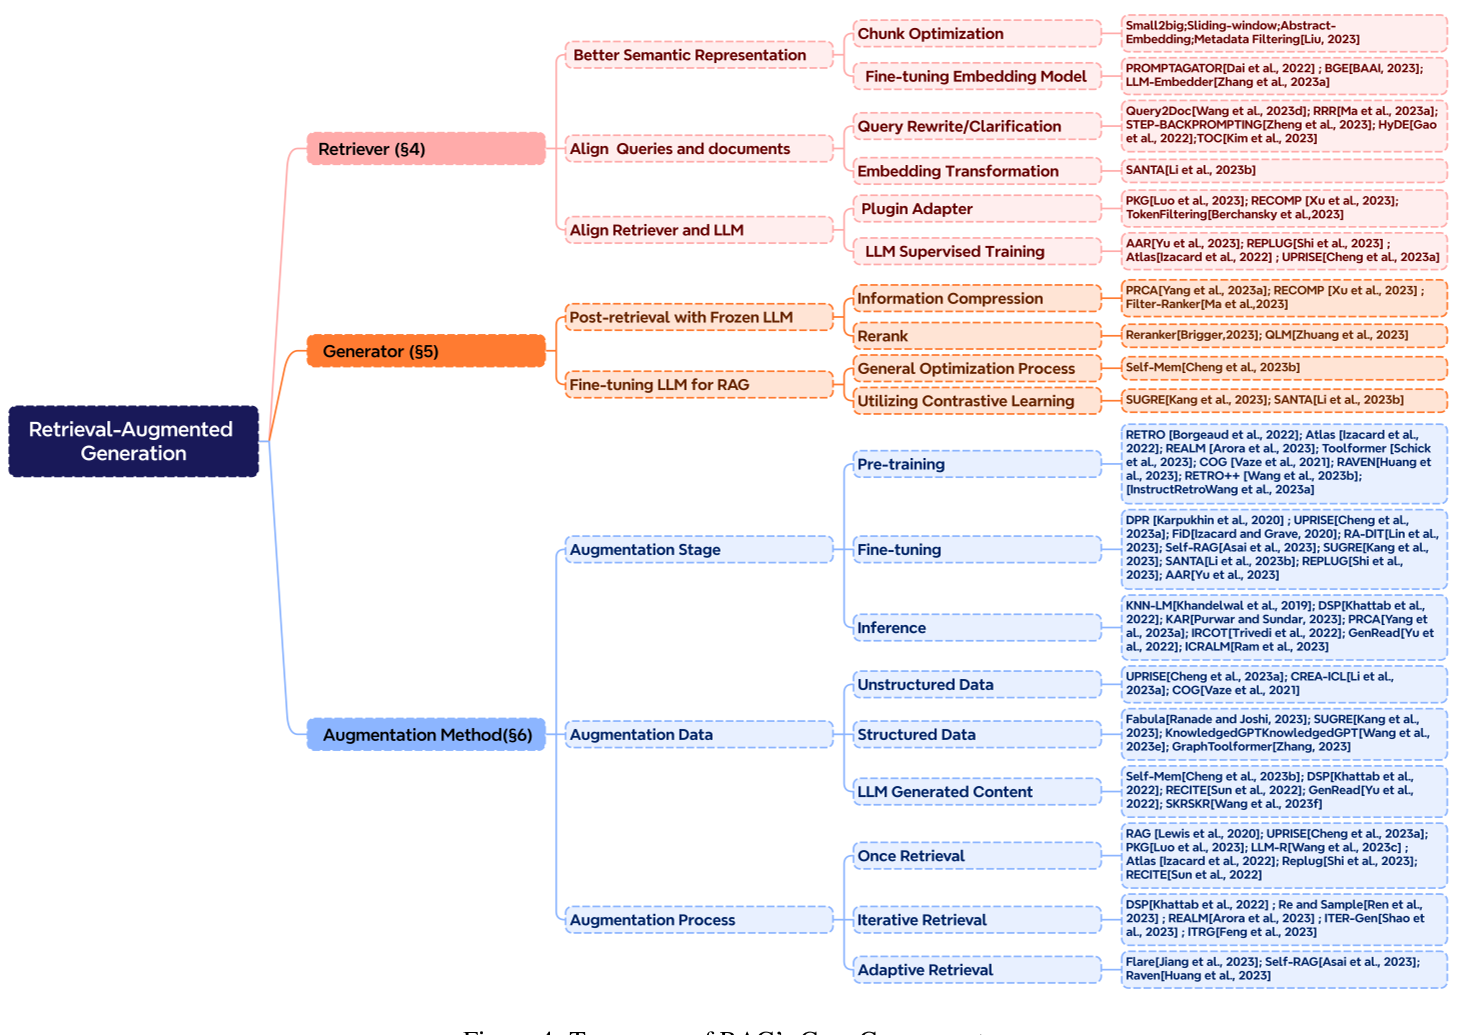 Retrieval-Augmented
Generation
Retriever (§4)
Better Semantic Representation
Chunk Optimization
Small2big;Sliding-window;Abstract-
Embedding;Metadata Filtering[Liu, 2023]
Fine-tuning Embedding Model
PROMPTAGATOR[Dai et al., 2022] ; BGE[BAAI, 2023];
LLM-Embedder[Zhang et al., 2023a]
Align Queries and documents
Query Rewrite/Clarification
Query2Doc[Wang et al., 2023d]; RRR[Ma et al., 2023a];
STEP-BACKPROMPTING[Zheng et al., 2023]; HyDE[Gao
et al., 2022];TOC[Kim et al., 2023]
Embedding Transformation
SANTA[Li et al., 2023b]
Align Retriever and LLM
Plugin Adapter
PKG[Luo et al., 2023]; RECOMP [Xu et al., 2023];
TokenFiltering[Berchansky et al.,2023]
LLM Supervised Training
AAR[Yu et al., 2023]; REPLUG[Shi et al., 2023] ;
Atlas[Izacard et al., 2022] ; UPRISE[Cheng et al., 2023a]
Generator (§5)
Post-retrieval with Frozen LLM
Information Compression
PRCA[Yang et al., 2023a]; RECOMP [Xu et al., 2023] ;
Filter-Ranker[Ma et al.,2023]
Rerank
Reranker[Brigger,2023]; QLM[Zhuang et al., 2023]
Fine-tuning LLM for RAG
General Optimization Process
Self-Mem[Cheng et al., 2023b]
Utilizing Contrastive Learning
SUGRE[Kang et al., 2023]; SANTA[Li et al., 2023b]
Augmentation Method(§6)
Augmentation Stage
Pre-training
RETRO [Borgeaud et al., 2022]; Atlas [Izacard et al.,
2022]; REALM [Arora et al., 2023]; Toolformer [Schick
et al., 2023]; COG [Vaze et al., 2021]; RAVEN[Huang et
al., 2023]; RETRO++ [Wang et al., 2023b];
[InstructRetroWang et al., 2023a]
Fine-tuning
DPR [Karpukhin et al., 2020] ; UPRISE[Cheng et al.,
2023a]; FiD[Izacard and Grave, 2020]; RA-DIT[Lin et al.,
2023]; Self-RAG[Asai et al., 2023]; SUGRE[Kang et al.,
2023]; SANTA[Li et al., 2023b]; REPLUG[Shi et al.,
2023]; AAR[Yu et al., 2023]
Inference
KNN-LM[Khandelwal et al., 2019]; DSP[Khattab et al.,
2022]; KAR[Purwar and Sundar, 2023]; PRCA[Yang et
al., 2023a]; IRCOT[Trivedi et al., 2022]; GenRead[Yu et
al., 2022]; ICRALM[Ram et al., 2023]
Augmentation Data
Unstructured Data
UPRISE[Cheng et al., 2023a]; CREA-ICL[Li et al.,
2023a]; COG[Vaze et al., 2021]
Structured Data
Fabula[Ranade and Joshi, 2023]; SUGRE[Kang et al.,
2023]; KnowledgedGPTKnowledgedGPT[Wang et al.,
2023e]; GraphToolformer[Zhang, 2023]
LLM Generated Content
Self-Mem[Cheng et al., 2023b]; DSP[Khattab et al.,
2022]; RECITE[Sun et al., 2022]; GenRead[Yu et al.,
2022]; SKRSKR[Wang et al., 2023f]
Augmentation Process
Once Retrieval
RAG [Lewis et al., 2020]; UPRISE[Cheng et al., 2023a];
PKG[Luo et al., 2023]; LLM-R[Wang et al., 2023c] ;
Atlas [Izacard et al., 2022]; Replug[Shi et al., 2023];
RECITE[Sun et al., 2022]
Iterative Retrieval
DSP[Khattab et al., 2022] ; Re and Sample[Ren et al.,
2023] ; REALM[Arora et al., 2023] ; ITER-Gen[Shao et
al., 2023] ; ITRG[Feng et al., 2023]
Adaptive Retrieval
Flare[Jiang et al., 2023]; Self-RAG[Asai et al., 2023];
Raven[Huang et al., 2023]